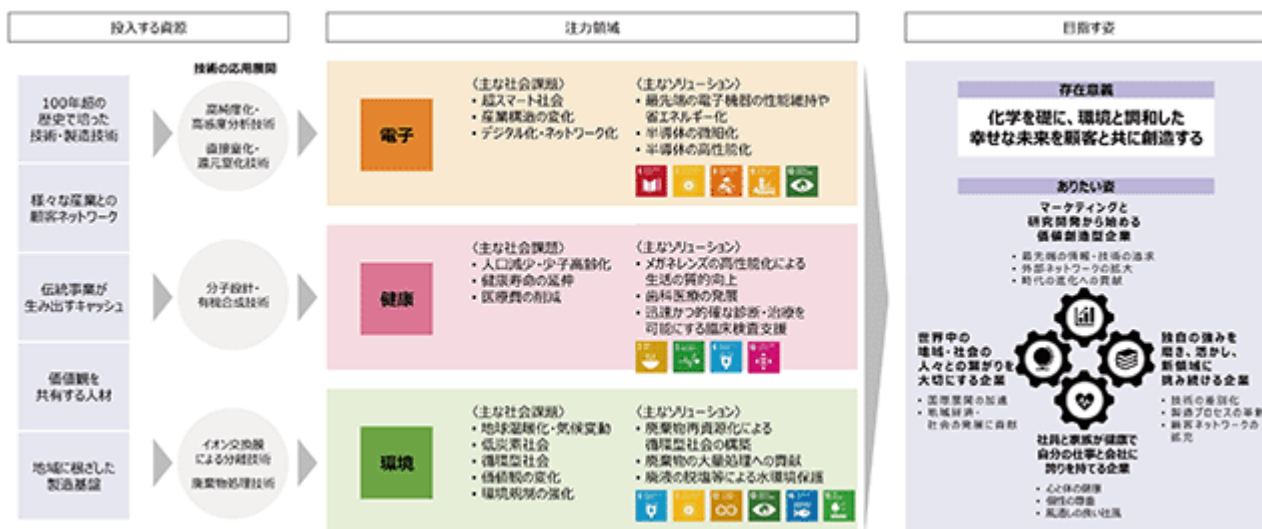 投入する資源
注力領域
目指す姿
100年超の
歴史で培った
技術・製造技術
様々な産業との
顧客ネットワーク
伝統事業が
生み出すキャッシュ
価値観を
共有する人材
地域に根ざした
製造基盤
技術の応用展開
高純度化・
高感度分析技術
直接窒化・
還元窒化技術
分子設計・
有機合成技術
イオン交換膜
による分離技術
廃棄物処理技術
電子
〈主な社会課題〉
• 超スマート社会
• 産業構造の変化
• デジタル化・ネットワーク化
〈主なソリューション〉
• 最先端の電子機器の性能維持や
省エネルギー化
• 半導体の微細化
• 半導体の高性能化
健康
〈主な社会課題〉
• 人口減少・少子高齢化
• 健康寿命の延伸
• 医療費の削減
〈主なソリューション〉
• メガネレンズの高性能化による
生活の質的向上
• 歯科医療の発展
• 迅速かつ的確な診断・治療を
可能にする臨床検査支援
環境
〈主な社会課題〉
• 地球温暖化・気候変動
• 低炭素社会
• 循環型社会
• 価値観の変化
• 環境規制の強化
〈主なソリューション〉
• 廃棄物再資源化による
循環型社会の構築
• 廃棄物の大量処理への貢献
• 廃液の脱塩等による水環境保護
存在意義
化学を礎に、環境と調和した
幸せな未来を顧客と共に創造する
ありたい姿
マーケティングと
研究開発から始める
価値創造型企業
• 最先端の情報・技術の追求
• 外部ネットワークの拡大
• 時代の進化への貢献
世界中の
地域・社会の
人々との繋がりを
大切にする企業
• 国際展開の加速
• 地域経済・
社会の発展に貢献
独自の強みを
磨き、活かし、
新領域に
挑み続ける企業
• 技術の差別化
• 製造プロセスの革新
• 顧客ネットワークの
拡充
社員と家族が健康で
自分の仕事と会社に
誇りを持てる企業
• 心と体の健康
• 個性の尊重
• 風通しの良い社風